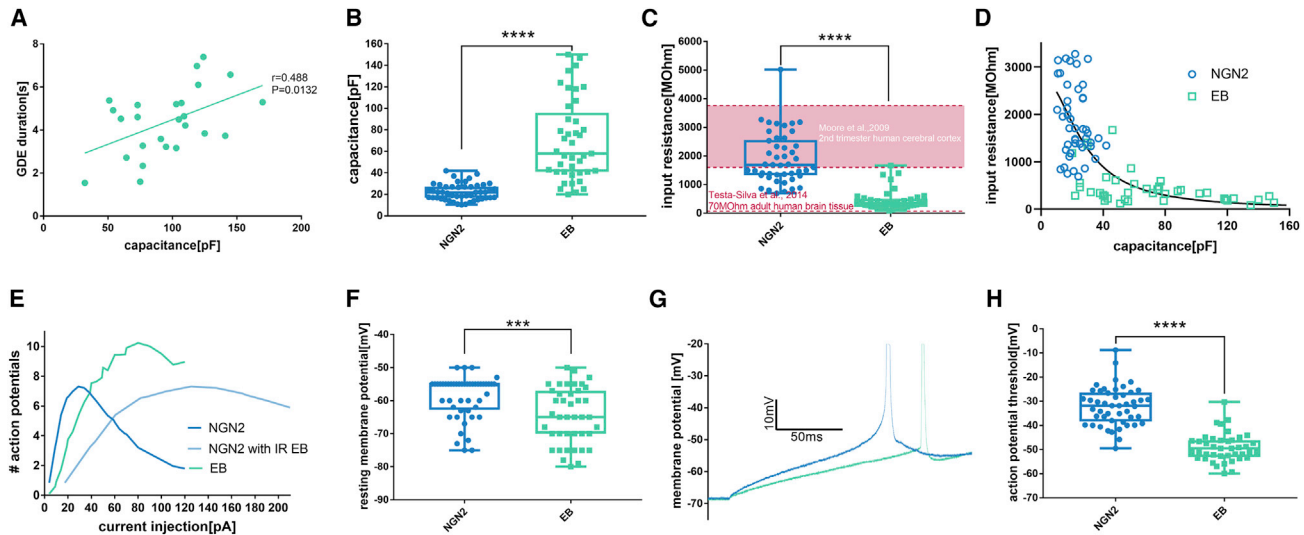 A
GDE duration[s]
8
6
4
2
0
0 50 100 150 200
capacitance[pF]
r=0.488
P=0.0132
B
capacitance[pF]
160
140
120
100
80
60
40
20
0
****
NGN2
EB
C
input resistance[MOhm]
6000
5000
4000
3000
2000
1000
0
****
Moore et al.,2009
2nd trimester human cerebral cortex
Testa-Silva et al., 2014
70MOhm adult human brain tissue
NGN2
EB
D
input resistance[MOhm]
3000
2000
1000
0
0 40 80 120 160
capacitance[pF]
NGN2
EB
E
# action potentials
10
8
6
4
2
0
0 20 40 60 80 100 120 140 160 180 200
current injection[pA]
NGN2
NGN2 with IR EB
EB
F
resting membrane potential[mV]
-40
-50
-60
-70
-80
-90
***
NGN2
EB
G
membrane potential [mV]
-20
-30
-40
-50
-60
-70
10mV
50ms
H
action potential threshold[mV]
0
-10
-20
-30
-40
-50
-60
-70
****
NGN2
EB